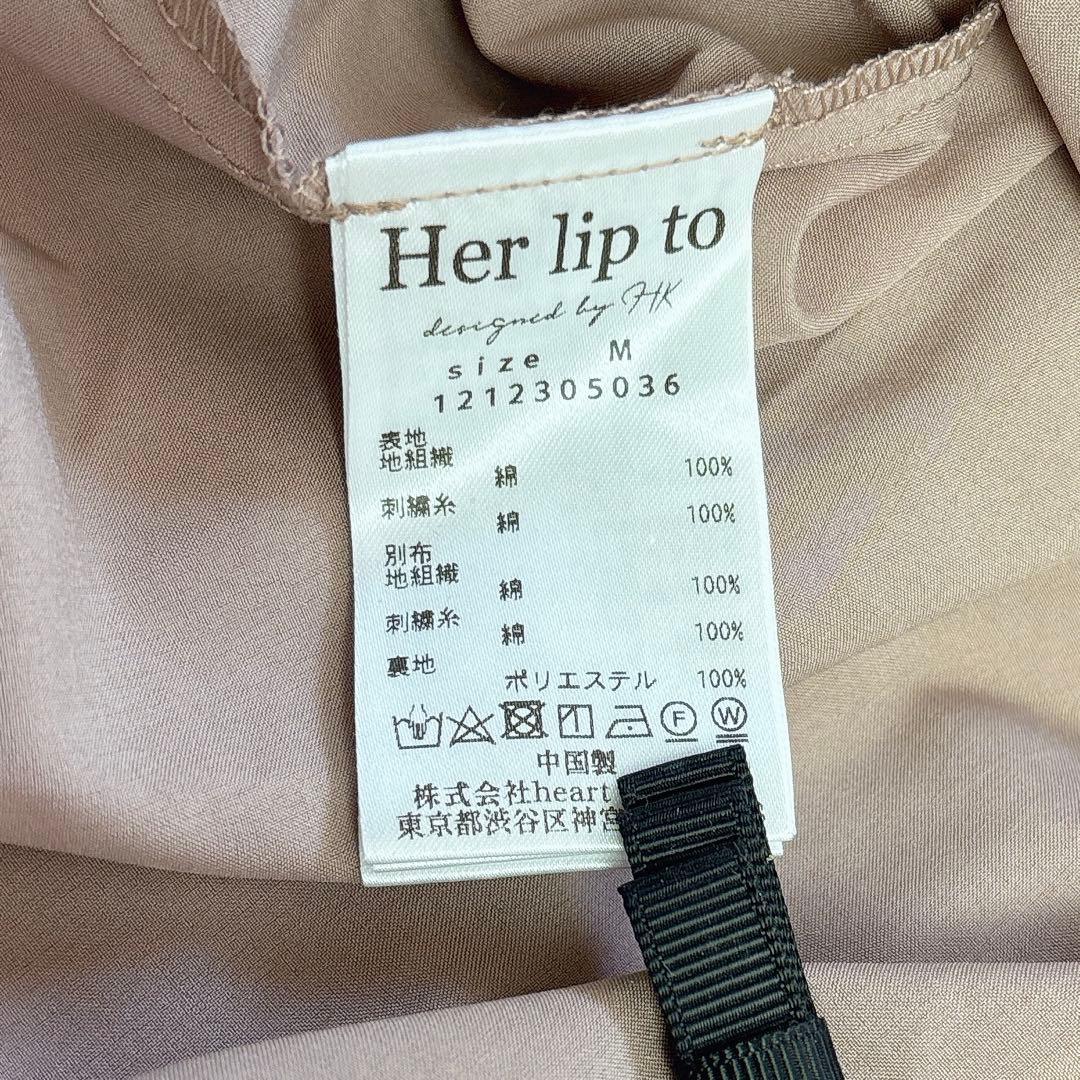 Her lip to
designed by HK
size M
1212305036
表地
地組織
綿 100%
刺繍糸
綿 100%
別布
地組織
綿 100%
刺繍糸
綿 100%
裏地
ポリエステル 100%
F W
中国製
株式会社heart
東京都渋谷区神宮